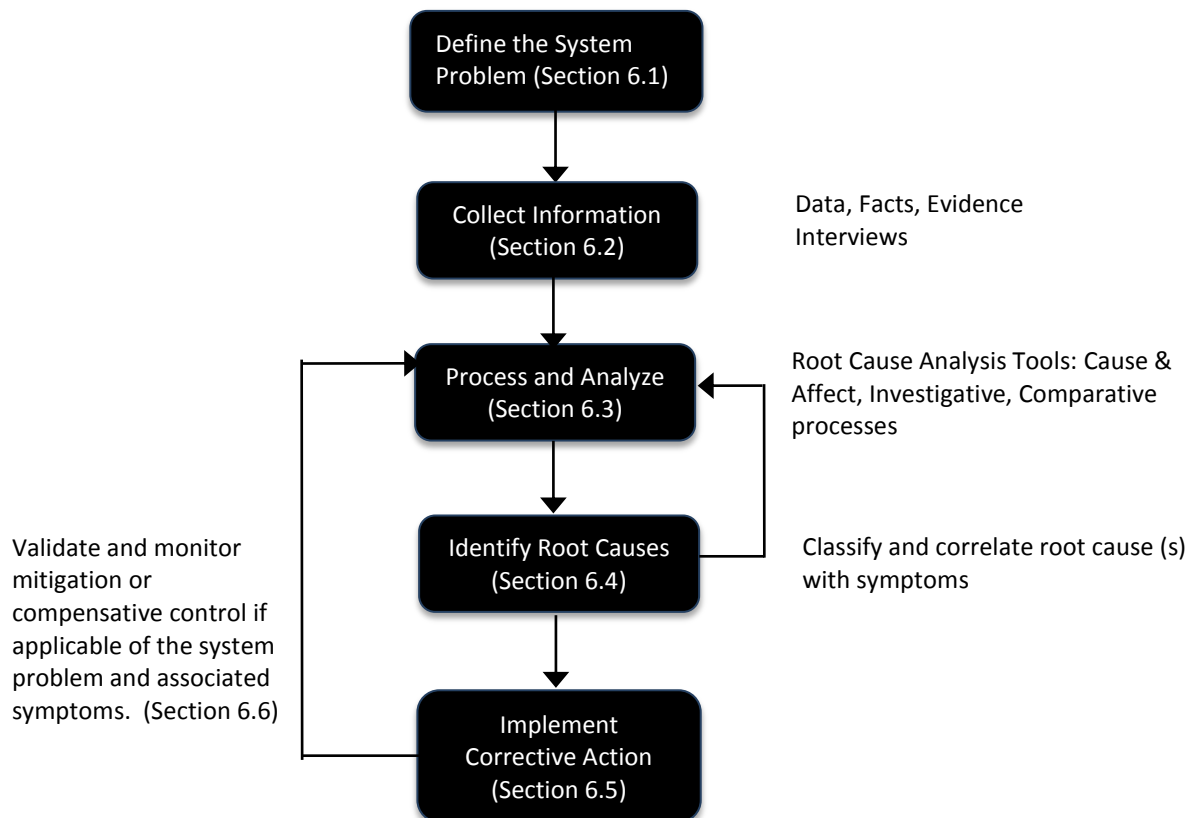 Define the System
Problem (Section 6.1)
Collect Information
(Section 6.2)
Data, Facts, Evidence
Interviews
Process and Analyze
(Section 6.3)
Root Cause Analysis Tools: Cause &
Affect, Investigative, Comparative
processes
Identify Root Causes
(Section 6.4)
Classify and correlate root cause (s)
with symptoms
Validate and monitor
mitigation or
compensative control if
applicable of the system
problem and associated
symptoms.  (Section 6.6)
Implement
Corrective Action
(Section 6.5)